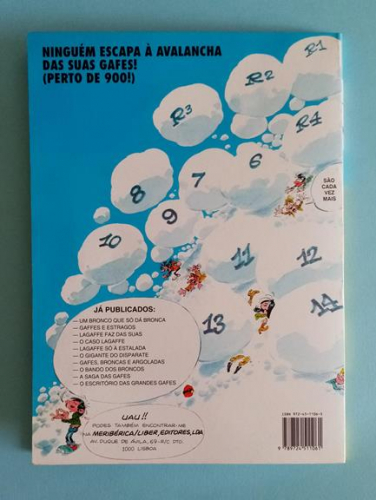 NINGUÉM ESCAPA À AVALANCHA
DAS SUAS GAFES!
(PERTO DE 900!)
R1
R2
R3
R4
6
7
8
9
10
SÃO
CADA
VEZ
MAIS
11
12
13
14
JÁ PUBLICADOS:
— UM BRONCO QUE SÓ DÁ BRONCA
— GAFFES E ESTRAGOS
— LAGAFFE FAZ DAS SUAS
— O CASO LAGAFFE
— LAGAFFE SÓ À ESTALADA
— O GIGANTE DO DISPARATE
— GAFES, BRONCAS E ARGOLADAS
— O BANDO DOS BRONCOS
— A SAGA DAS GAFES
— O ESCRITÓRIO DAS GRANDES GAFES
UAU!!
PODES TAMBÉM ENCONTRAR-ME
NA MERIBÉRICA/LIBER, EDITORES, LDA.
AV. DUQUE DE ÁVILA, 69-R/C DTO.
1000 LISBOA
9789724511061